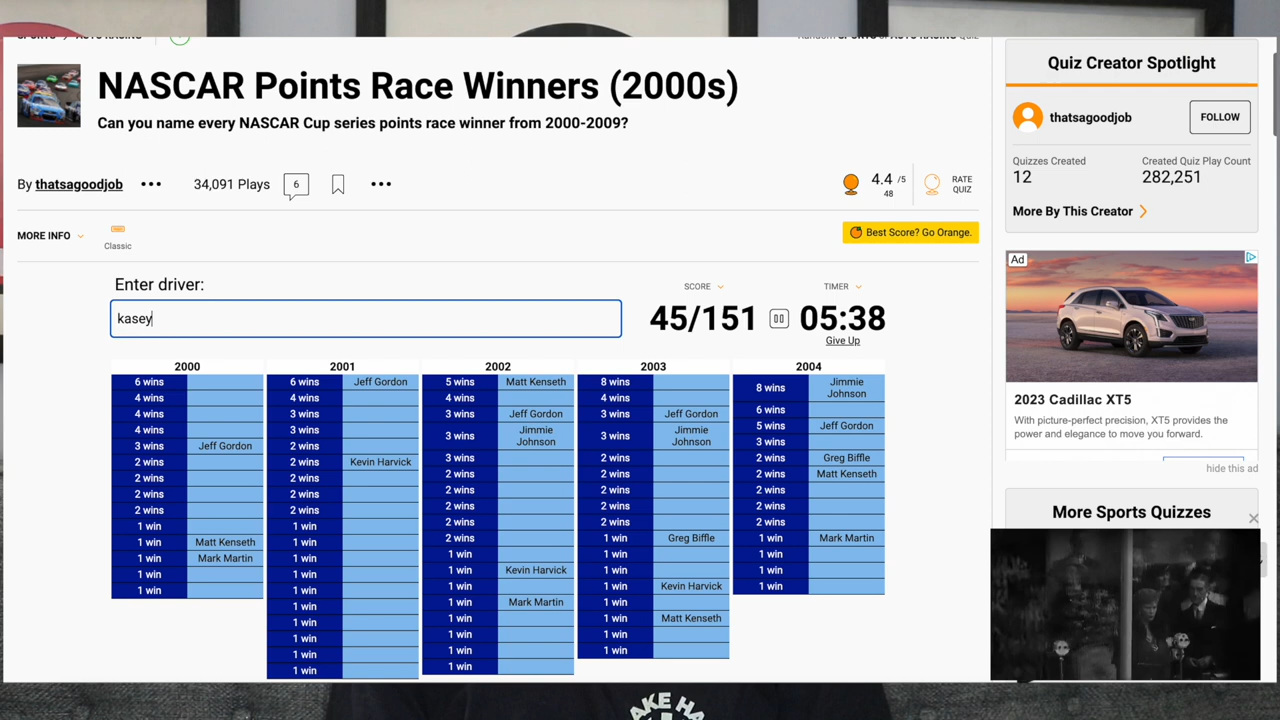 NASCAR Points Race Winners (2000s)
Can you name every NASCAR Cup series points race winner from 2000-2009?
By thatsagoodjob ••• 34,091 Plays 6 •••
4.4 /5
48
RATE QUIZ
MORE INFO
Classic
Best Score? Go Orange.
Enter driver:
kasey
SCORE
45/151
TIMER
05:38
Give Up
2000
6 wins
4 wins
4 wins
4 wins
3 wins Jeff Gordon
2 wins
2 wins
2 wins
2 wins
1 win
1 win Matt Kenseth
1 win Mark Martin
1 win
1 win
2001
6 wins Jeff Gordon
4 wins
3 wins
3 wins
2 wins
2 wins Kevin Harvick
2 wins
2 wins
2 wins
1 win
1 win
1 win
1 win
1 win
1 win
1 win
1 win
1 win
1 win
2002
5 wins Matt Kenseth
4 wins
3 wins Jeff Gordon
3 wins Jimmie Johnson
3 wins
2 wins
2 wins
2 wins
2 wins
2 wins
1 win
1 win Kevin Harvick
1 win
1 win Mark Martin
1 win
1 win
1 win
1 win
2003
8 wins
4 wins
3 wins Jeff Gordon
3 wins Jimmie Johnson
2 wins
2 wins
2 wins
2 wins
2 wins
1 win Greg Biffle
1 win
1 win
1 win Kevin Harvick
1 win
1 win Matt Kenseth
1 win
1 win
2004
8 wins Jimmie Johnson
6 wins
5 wins Jeff Gordon
3 wins
2 wins Greg Biffle
2 wins Matt Kenseth
2 wins
2 wins
2 wins
1 win Mark Martin
1 win
1 win
1 win
Quiz Creator Spotlight
thatsagoodjob
FOLLOW
Quizzes Created
12
Created Quiz Play Count
282,251
More By This Creator
Ad
2023 Cadillac XT5
With picture-perfect precision, XT5 provides the
power and elegance to move you forward.
hide this ad
More Sports Quizzes
AKE HA